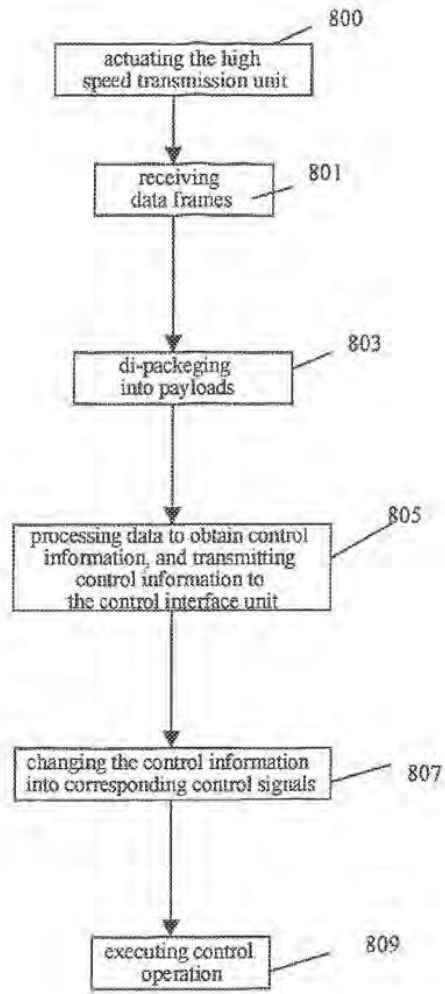 800
actuating the high
speed transmission unit
801
receiving
data frames
803
di-packeging
into payloads
805
processing data to obtain control
information, and transmitting
control information to
the control interface unit
changing the control information
into corresponding control signals
807
executing control
operation
809